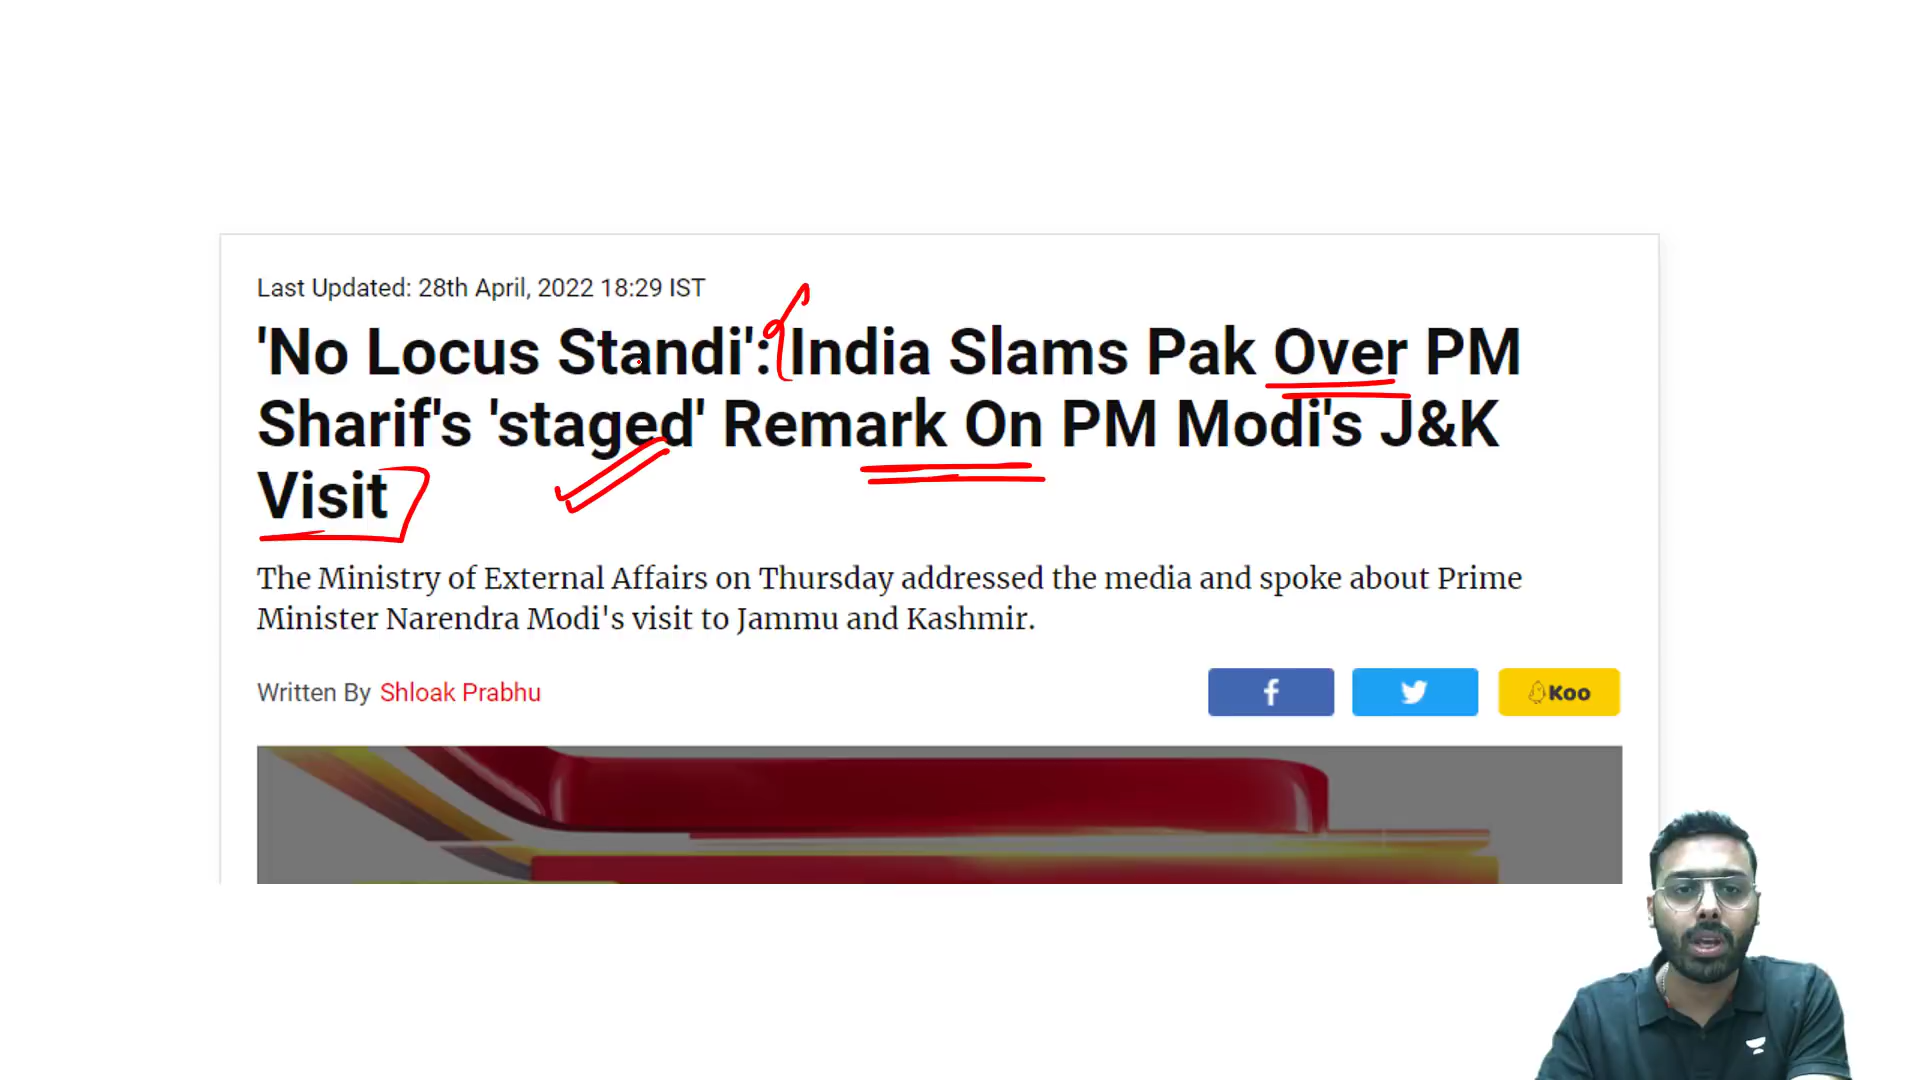 Last Updated: 28th April, 2022 18:29 IST
'No Locus Standi': India Slams Pak Over PM
Sharif's 'staged' Remark On PM Modi's J&K
Visit
The Ministry of External Affairs on Thursday addressed the media and spoke about Prime
Minister Narendra Modi's visit to Jammu and Kashmir.
Written By Shloak Prabhu
f
Koo